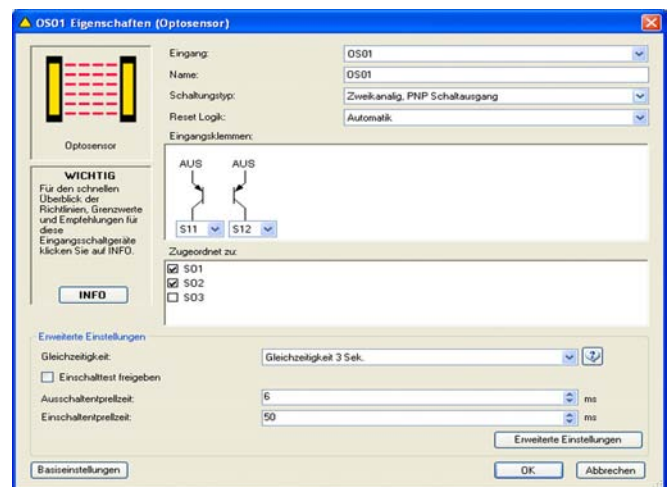 OS01 Eigenschaften (Optosensor)
Optosensor
WICHTIG
Für den schnellen
Überblick der
Richtlinien, Grenzwerte
und Empfehlungen für
diese
Eingangsschaltgeräte
klicken Sie auf INFO.
INFO
Eingang: OS01
Name: OS01
Schaltungstyp: Zweikanalig, PNP Schaltausgang
Reset Logik: Automatik
Eingangsklemmen:
AUS AUS
S11 S12
Zugeordnet zu:
SO1
SO2
SO3
Erweiterte Einstellungen
Gleichzeitigkeit: Gleichzeitigkeit 3 Sek.
Einschalttest freigeben
Ausschaltentprellzeit: 6 ms
Einschaltentprellzeit: 50 ms
Erweiterte Einstellungen
Basiseinstellungen OK Abbrechen